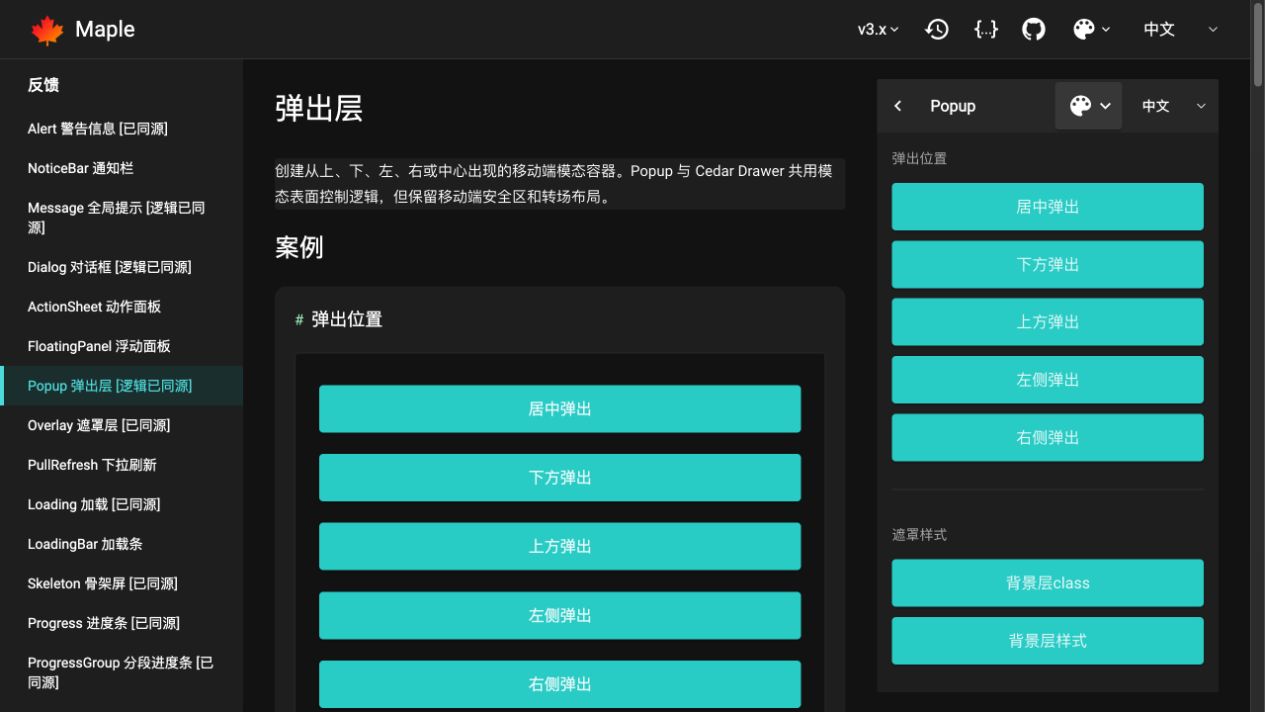 Maple
v3.x
中文
反馈
Alert 警告信息 [已同源]
NoticeBar 通知栏
Message 全局提示 [逻辑已同
源]
Dialog 对话框 [逻辑已同源]
ActionSheet 动作面板
FloatingPanel 浮动面板
Popup 弹出层 [逻辑已同源]
Overlay 遮罩层 [已同源]
PullRefresh 下拉刷新
Loading 加载 [已同源]
LoadingBar 加载条
Skeleton 骨架屏 [已同源]
Progress 进度条 [已同源]
ProgressGroup 分段进度条 [已
同源]
弹出层
创建从上、下、左、右或中心出现的移动端模态容器。Popup 与 Cedar Drawer 共用模
态表面控制逻辑，但保留移动端安全区和转场布局。
案例
# 弹出位置
居中弹出
下方弹出
上方弹出
左侧弹出
右侧弹出
Popup
中文
弹出位置
居中弹出
下方弹出
上方弹出
左侧弹出
右侧弹出
遮罩样式
背景层class
背景层样式